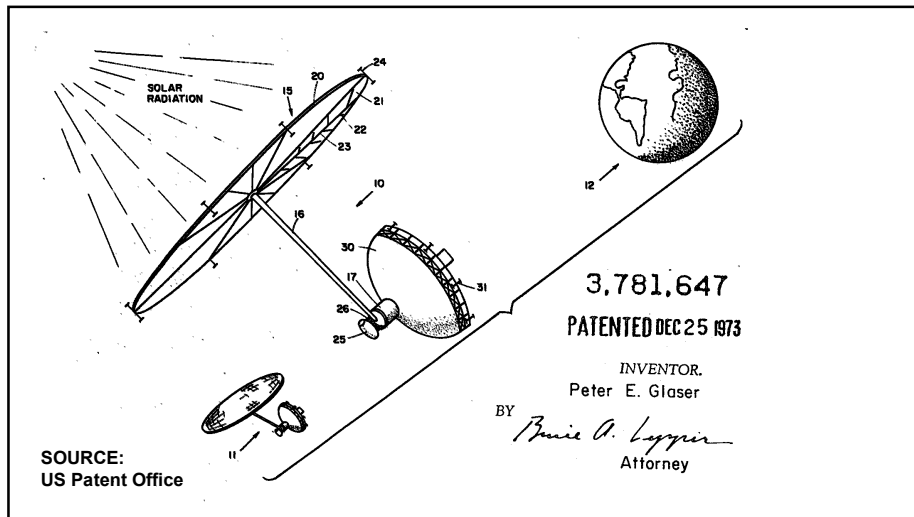 24
20
15
21
SOLAR
RADIATION
22
23
10
12
16
30
17
31
26
25
3,781,647
PATENTED DEC 25 1973
INVENTOR.
Peter E. Glaser
BY
Attorney
11
SOURCE:
US Patent Office